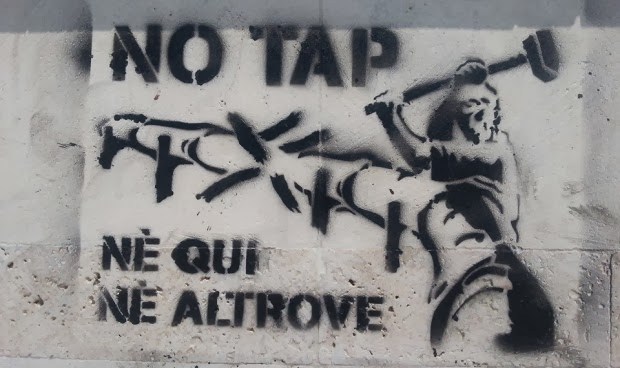 NO TAP
NÈ QUI
NÈ ALTROVE